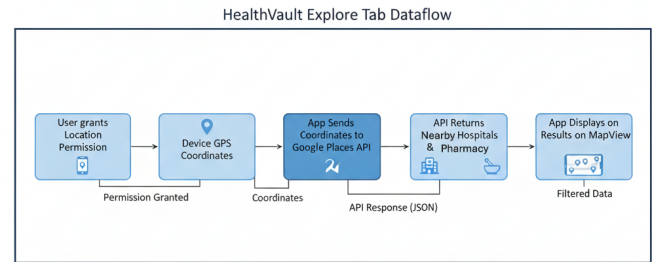 HealthVault Explore Tab Dataflow
User grants
Location
Permission
Device GPS
Coordinates
App Sends
Coordinates to
Google Places API
API Returns
Nearby Hospitals
& Pharmacy
App Displays on
Results on MapView
Permission Granted
Coordinates
API Response (JSON)
Filtered Data